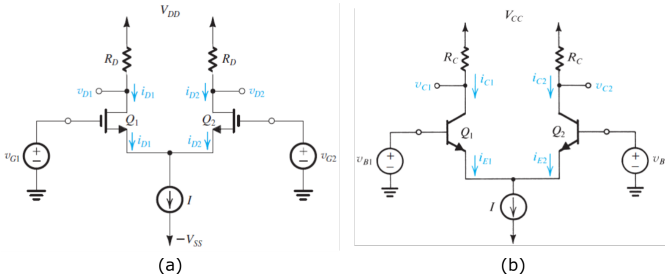 V_DD
R_D R_D
v_D1 i_D1 i_D2 v_D2
Q_1 Q_2
i_D1 i_D2
v_G1 + − + − v_G2
I
−V_SS
(a)
V_CC
R_C R_C
v_C1 i_C1 i_C2 v_C2
Q_1 Q_2
v_B1 + − i_E1 i_E2 + − v_B
I
(b)